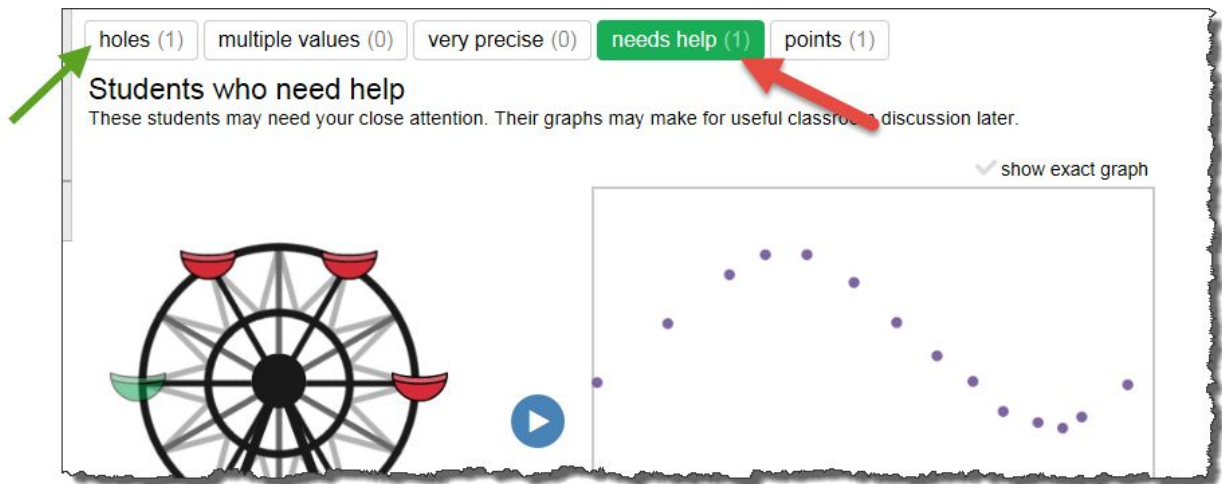 holes (1) multiple values (0) very precise (0) needs help (1) points (1)
Students who need help
These students may need your close attention. Their graphs may make for useful classroom discussion later.
show exact graph